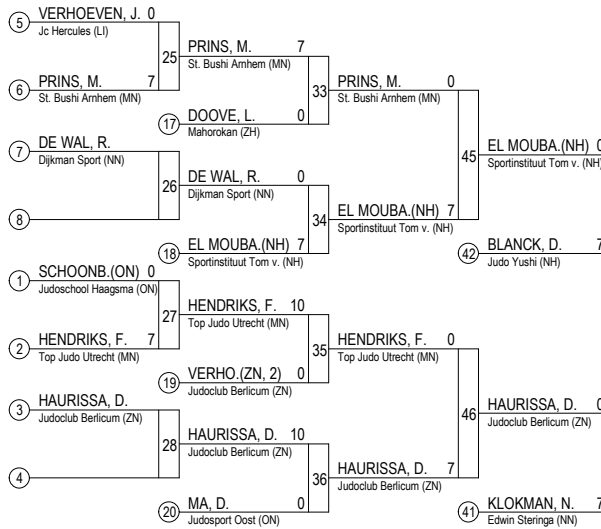 5 VERHOEVEN, J. 0
Jc Hercules (LI)
25
PRINS, M. 7
St. Bushi Arnhem (MN)
6 PRINS, M. 7
St. Bushi Arnhem (MN)
33
PRINS, M. 0
St. Bushi Arnhem (MN)
17 DOOVE, L. 0
Mahorokan (ZH)
7 DE WAL, R.
Dijkman Sport (NN)
45
EL MOUBA.(NH) 0
Sportinstituut Tom v. (NH)
26
DE WAL, R. 0
Dijkman Sport (NN)
8
34
EL MOUBA.(NH) 7
Sportinstituut Tom v. (NH)
18 EL MOUBA.(NH) 7
Sportinstituut Tom v. (NH)
42 BLANCK, D. 7
Judo Yushi (NH)
1 SCHOONB.(ON) 0
Judoschool Haagsma (ON)
27
HENDRIKS, F. 10
Top Judo Utrecht (MN)
2 HENDRIKS, F. 7
Top Judo Utrecht (MN)
35
HENDRIKS, F. 0
Top Judo Utrecht (MN)
19 VERHO.(ZN, 2) 0
Judoclub Berlicum (ZN)
3 HAURISSA, D.
Judoclub Berlicum (ZN)
46
HAURISSA, D. 0
Judoclub Berlicum (ZN)
28
HAURISSA, D. 10
Judoclub Berlicum (ZN)
4
36
HAURISSA, D. 7
Judoclub Berlicum (ZN)
20 MA, D. 0
Judosport Oost (ON)
41 KLOKMAN, N. 7
Edwin Steringa (NN)